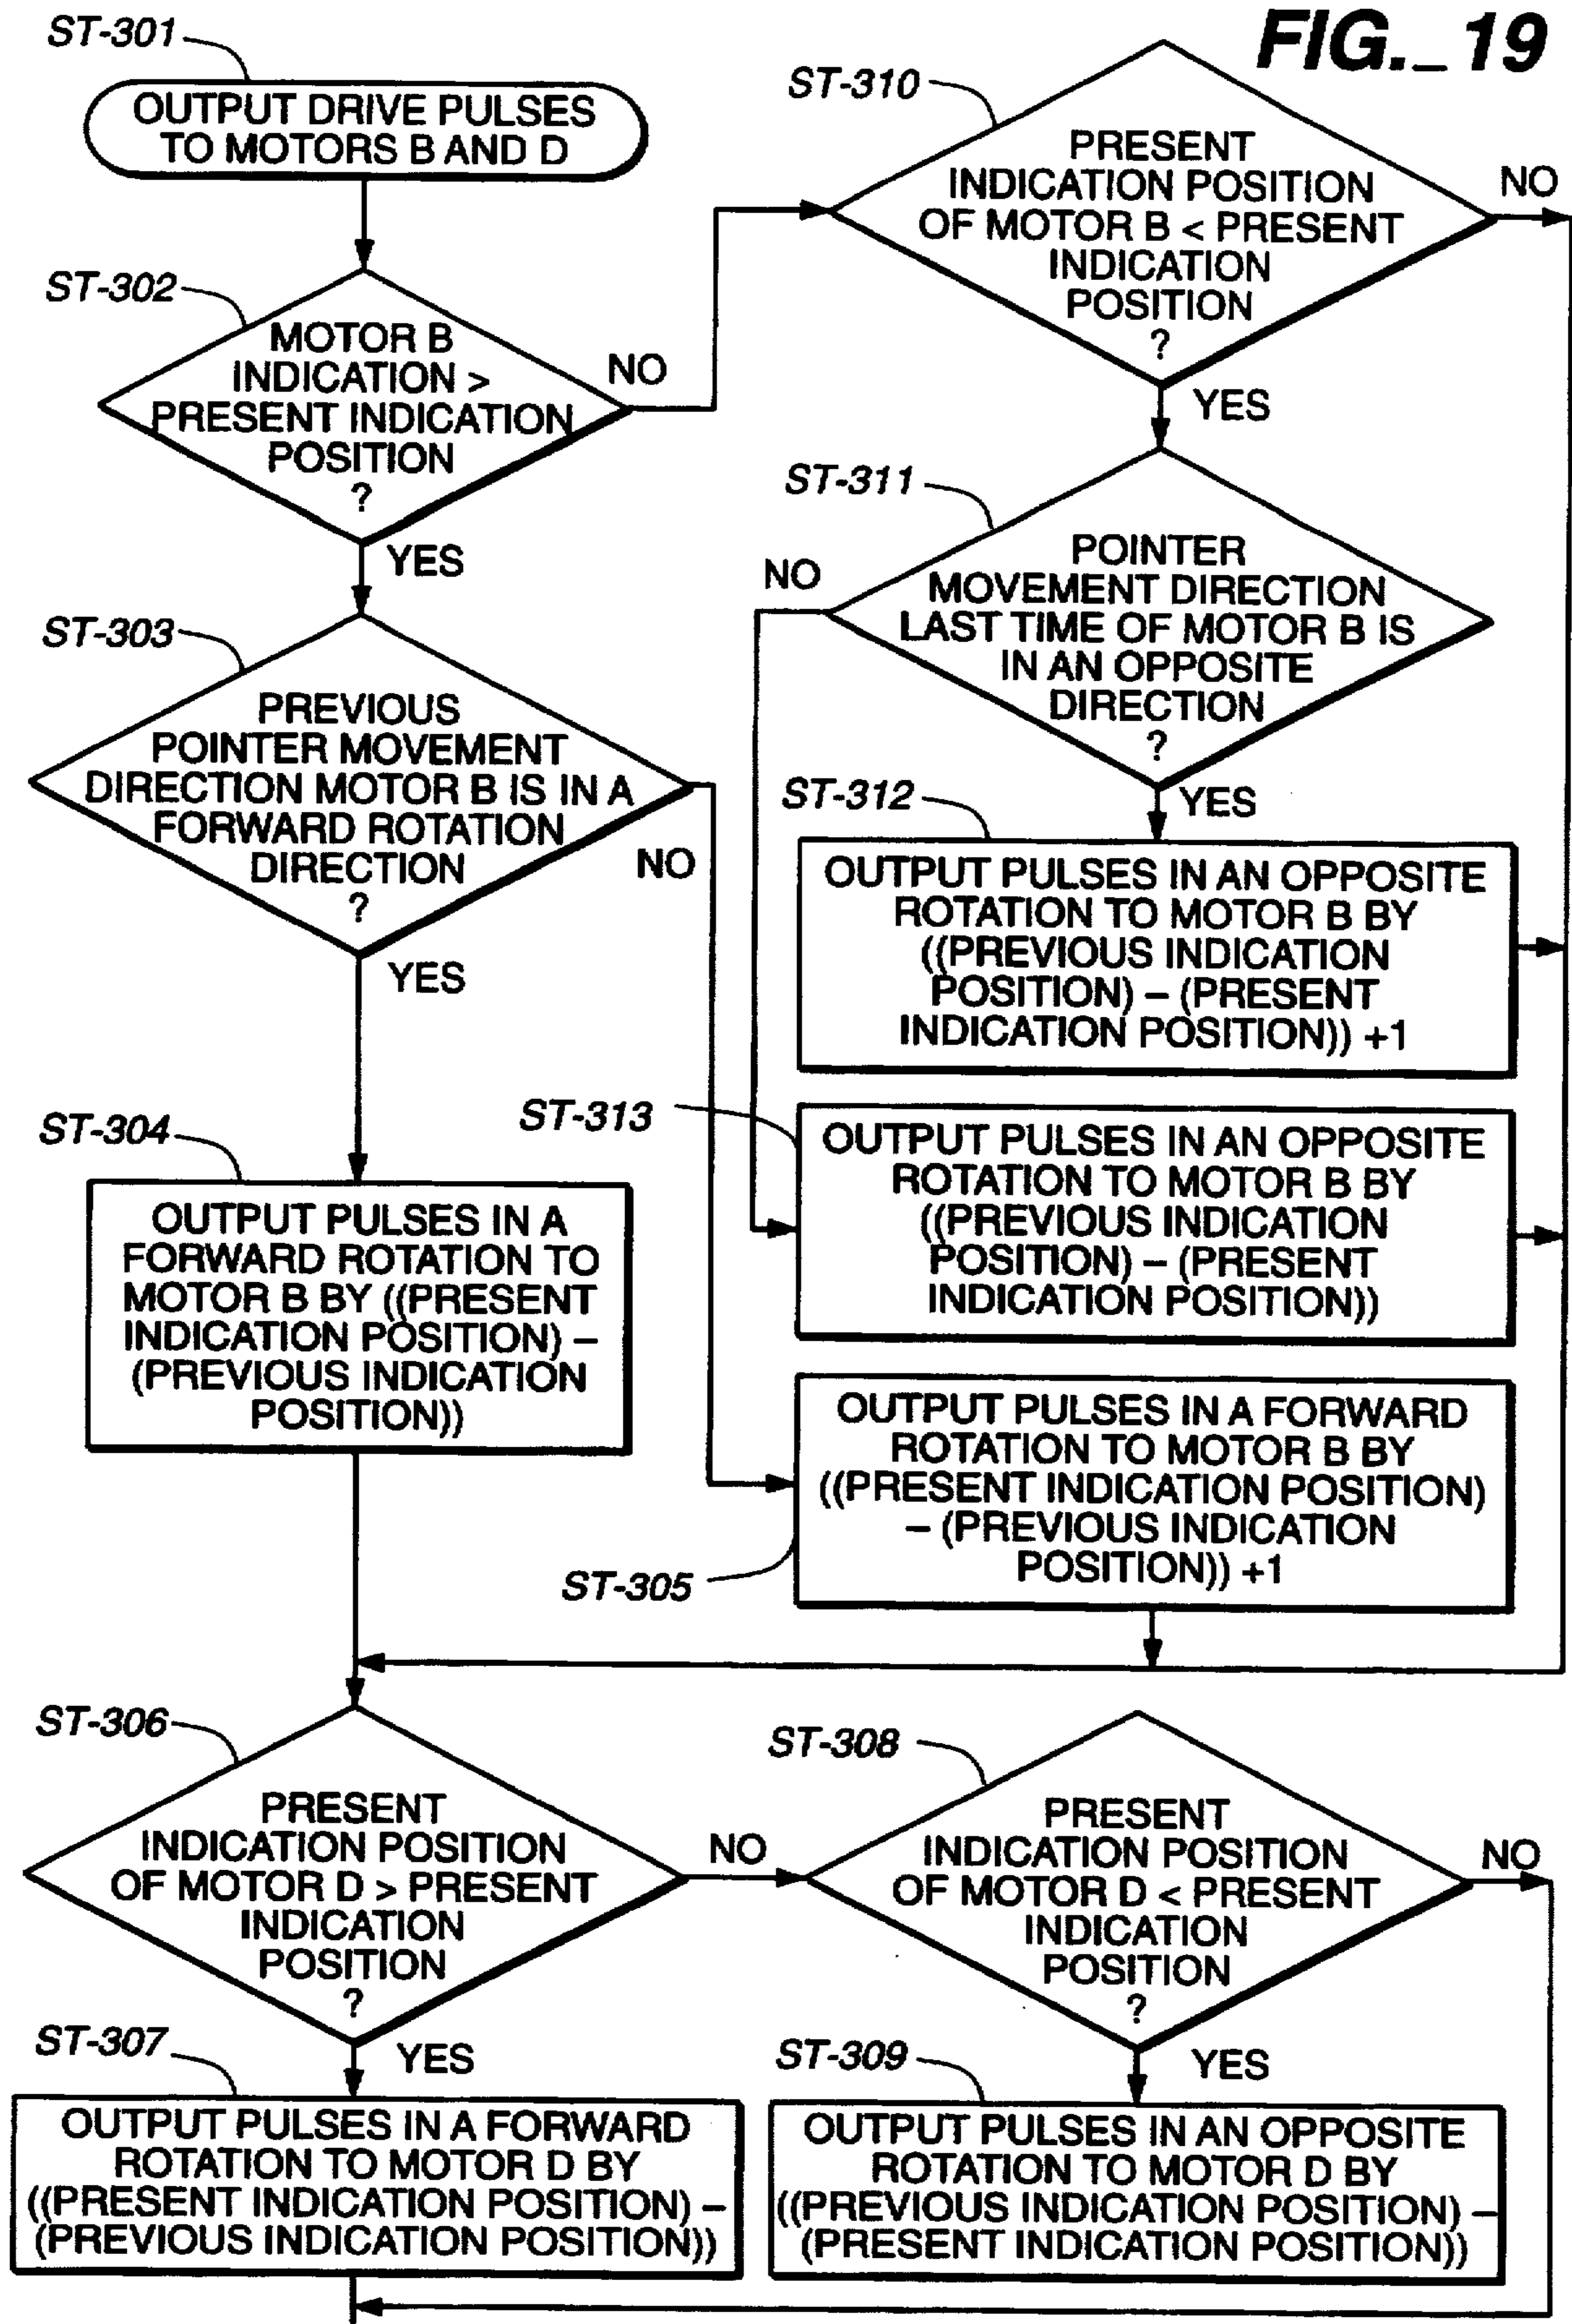 FIG._19
ST-301
OUTPUT DRIVE PULSES
TO MOTORS B AND D
ST-302
MOTOR B
INDICATION >
PRESENT INDICATION
POSITION
?
NO
YES
ST-303
PREVIOUS
POINTER MOVEMENT
DIRECTION MOTOR B IS IN A
FORWARD ROTATION
DIRECTION
?
NO
YES
ST-304
OUTPUT PULSES IN A
FORWARD ROTATION TO
MOTOR B BY ((PRESENT
INDICATION POSITION) –
(PREVIOUS INDICATION
POSITION))
ST-310
PRESENT
INDICATION POSITION
OF MOTOR B < PRESENT
INDICATION
POSITION
?
NO
YES
ST-311
POINTER
MOVEMENT DIRECTION
LAST TIME OF MOTOR B IS
IN AN OPPOSITE
DIRECTION
?
NO
YES
ST-312
OUTPUT PULSES IN AN OPPOSITE
ROTATION TO MOTOR B BY
((PREVIOUS INDICATION
POSITION) – (PRESENT
INDICATION POSITION)) +1
ST-313
OUTPUT PULSES IN AN OPPOSITE
ROTATION TO MOTOR B BY
((PREVIOUS INDICATION
POSITION) – (PRESENT
INDICATION POSITION))
OUTPUT PULSES IN A FORWARD
ROTATION TO MOTOR B BY
((PRESENT INDICATION POSITION)
– (PREVIOUS INDICATION
POSITION)) +1
ST-305
ST-306
PRESENT
INDICATION POSITION
OF MOTOR D > PRESENT
INDICATION
POSITION
?
NO
YES
ST-307
OUTPUT PULSES IN A FORWARD
ROTATION TO MOTOR D BY
((PRESENT INDICATION POSITION) –
(PREVIOUS INDICATION POSITION))
ST-308
PRESENT
INDICATION POSITION
OF MOTOR D < PRESENT
INDICATION
POSITION
?
NO
YES
ST-309
OUTPUT PULSES IN AN OPPOSITE
ROTATION TO MOTOR D BY
((PREVIOUS INDICATION POSITION) –
(PRESENT INDICATION POSITION))